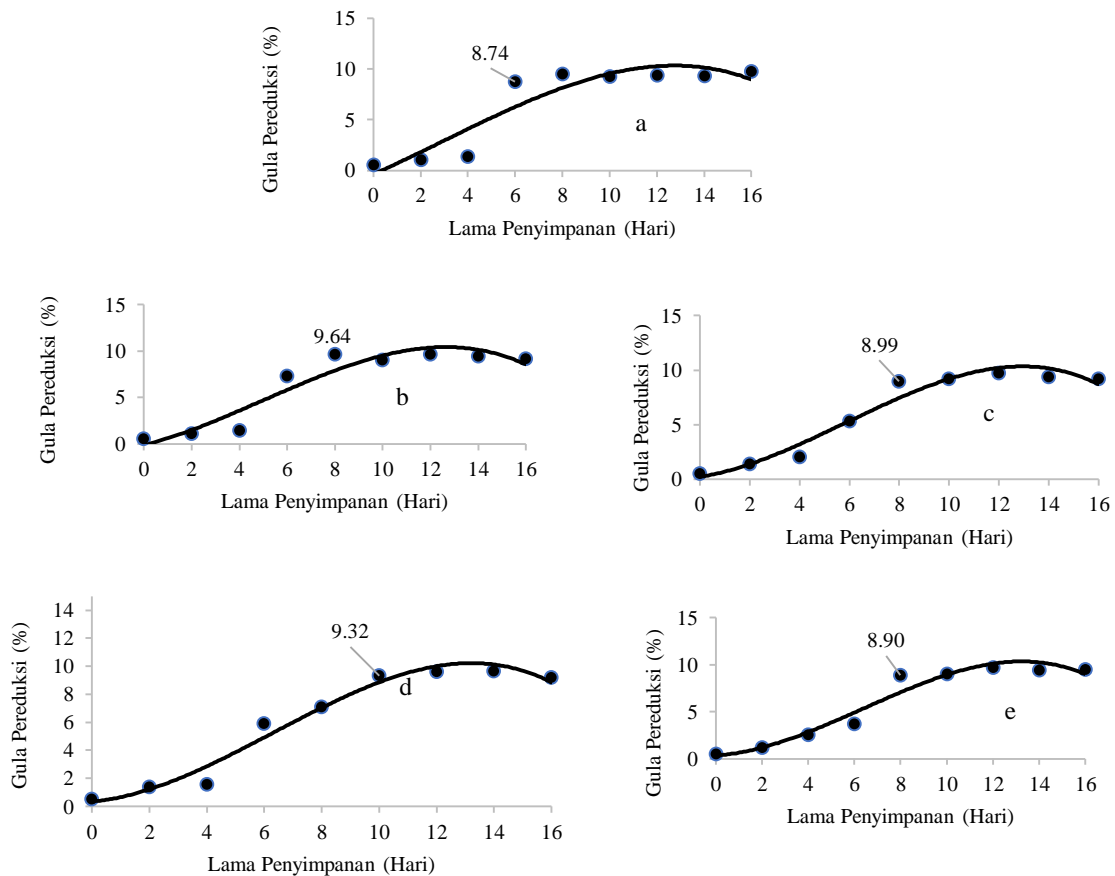 15
8.74
10
Gula Pereduksi (%)
5
a
0
0 2 4 6 8 10 12 14 16
Lama Penyimpanan (Hari)
15
9.64
10
Gula Pereduksi (%)
5
b
0
0 2 4 6 8 10 12 14 16
Lama Penyimpanan (Hari)
15
8.99
10
Gula Pereduksi (%)
5
c
0
0 2 4 6 8 10 12 14 16
Lama Penyimpanan (Hari)
14
9.32
12
10
d
8
Gula Pereduksi (%)
6
4
2
0
0 2 4 6 8 10 12 14 16
Lama Penyimpanan (Hari)
15
8.90
10
Gula Pereduksi (%)
5
e
0
0 2 4 6 8 10 12 14 16
Lama Penyimpanan (Hari)